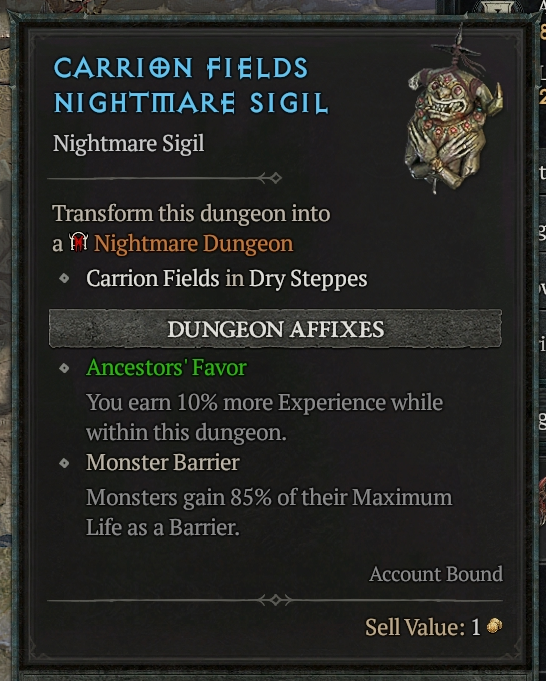 CARRION FIELDS
NIGHTMARE SIGIL
Nightmare Sigil
Transform this dungeon into
a Nightmare Dungeon
Carrion Fields in Dry Steppes
DUNGEON AFFIXES
Ancestors' Favor
You earn 10% more Experience while
within this dungeon.
Monster Barrier
Monsters gain 85% of their Maximum
Life as a Barrier.
Account Bound
Sell Value: 1